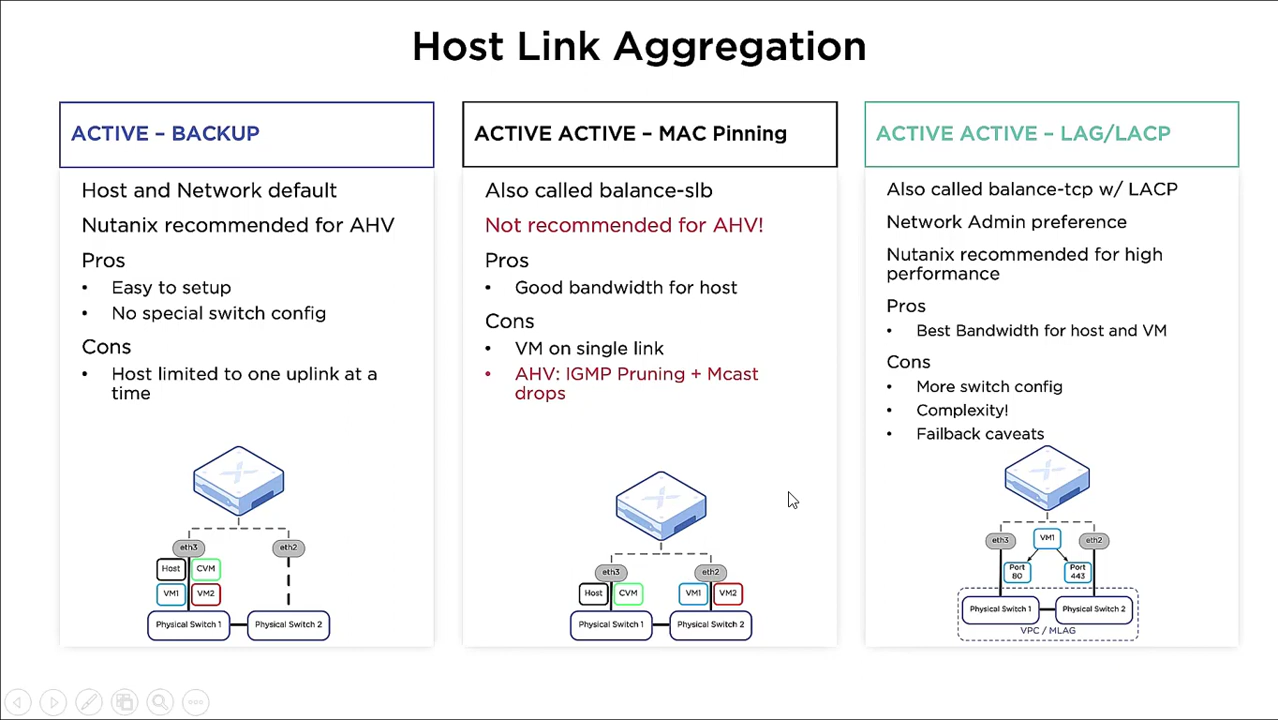 Host Link Aggregation
ACTIVE – BACKUP
Host and Network default
Nutanix recommended for AHV
Pros
• Easy to setup
• No special switch config
Cons
• Host limited to one uplink at a
time
eth3
eth2
Host
CVM
VM1
VM2
Physical Switch 1
Physical Switch 2
ACTIVE ACTIVE – MAC Pinning
Also called balance-slb
Not recommended for AHV!
Pros
• Good bandwidth for host
Cons
• VM on single link
• AHV: IGMP Pruning + Mcast
drops
eth3
eth2
Host
CVM
VM1
VM2
Physical Switch 1
Physical Switch 2
ACTIVE ACTIVE – LAG/LACP
Also called balance-tcp w/ LACP
Network Admin preference
Nutanix recommended for high
performance
Pros
• Best Bandwidth for host and VM
Cons
• More switch config
• Complexity!
• Failback caveats
eth3
VM1
eth2
Port
80
Port
443
Physical Switch 1
Physical Switch 2
VPC / MLAG